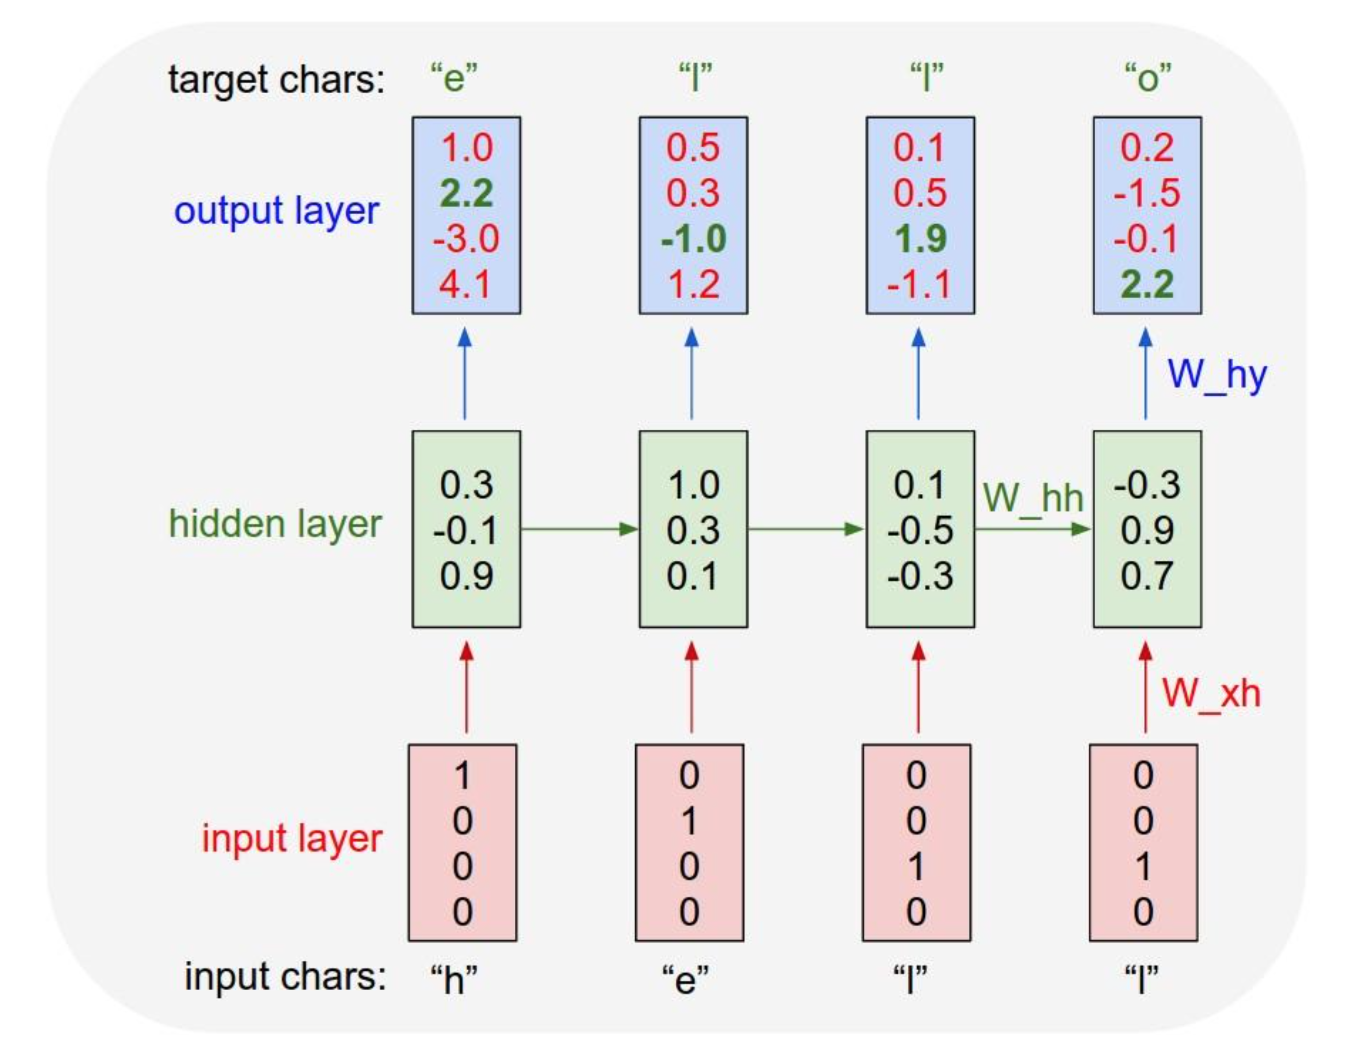 target chars: “e” “l” “l” “o”
1.0 0.5 0.1 0.2
2.2 0.3 0.5 -1.5
output layer
-3.0 -1.0 1.9 -0.1
4.1 1.2 -1.1 2.2
W_hy
0.3 1.0 0.1 -0.3
W_hh
hidden layer
-0.1 0.3 -0.5 0.9
0.9 0.1 -0.3 0.7
W_xh
1 0 0 0
0 1 0 0
input layer
0 0 1 1
0 0 0 0
input chars: “h” “e” “l” “l”